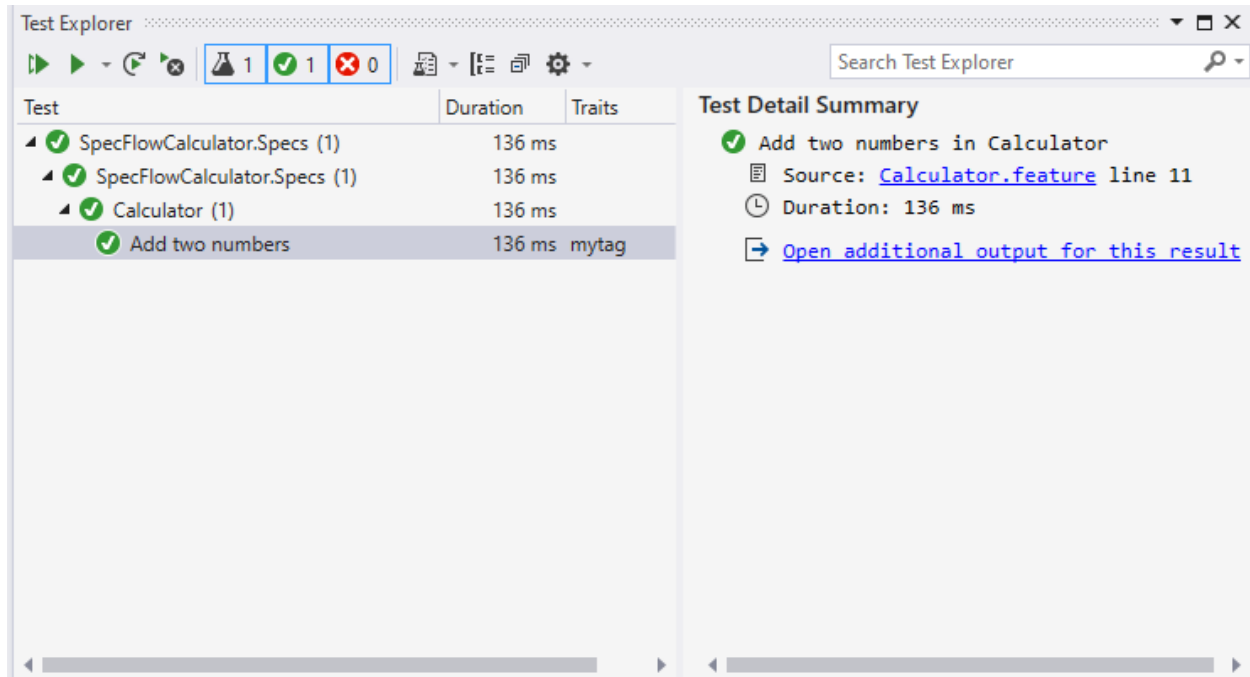 Test Explorer
1 1 0
Search Test Explorer
Test Duration Traits
SpecFlowCalculator.Specs (1) 136 ms
SpecFlowCalculator.Specs (1) 136 ms
Calculator (1) 136 ms
Add two numbers 136 ms mytag
Test Detail Summary
Add two numbers in Calculator
Source: Calculator.feature line 11
Duration: 136 ms
Open additional output for this result